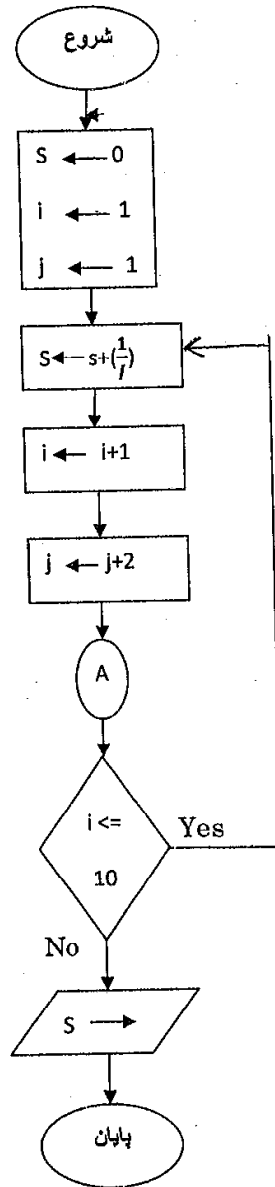 شروع
S ← 0
i ← 1
j ← 1
S ← s+(1/j)
i ← i+1
j ← j+2
A
i <=
10
Yes
No
S →
پایان